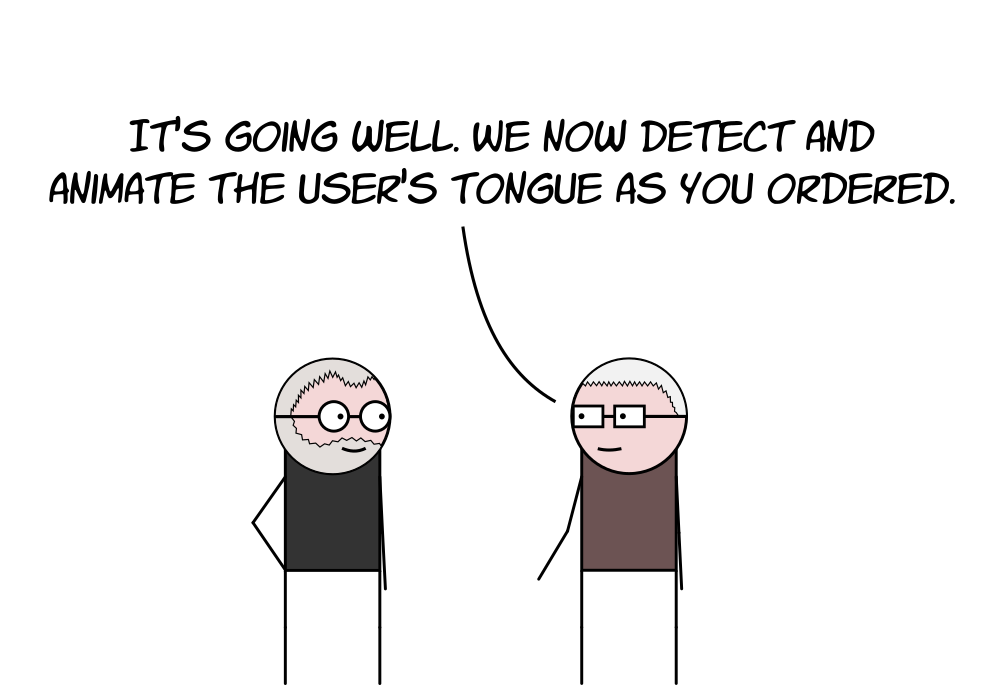 IT'S GOING WELL. WE NOW DETECT AND
ANIMATE THE USER'S TONGUE AS YOU ORDERED.